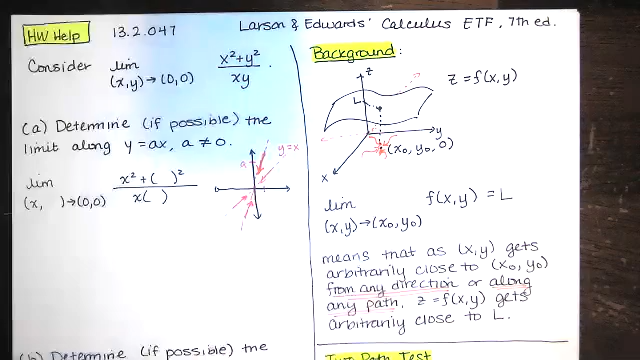 HW Help 13.2.047 Larson & Edwards' Calculus ETF, 7th ed.
Consider lim (x,y)→(0,0) x²+y² / xy .
(a) Determine (if possible) the
limit along y=ax, a≠0.
a y=x
lim (x, )→(0,0) x²+( )² / x( )
(b) Determine (if possible) the
Background:
z
L
y
x
z=f(x,y)
(x₀,y₀,0)
lim (x,y)→(x₀,y₀) f(x,y) = L
means that as (x,y) gets
arbitrarily close to (x₀,y₀)
from any direction or along
any path, z=f(x,y) gets
arbitrarily close to L.
Two Path Test